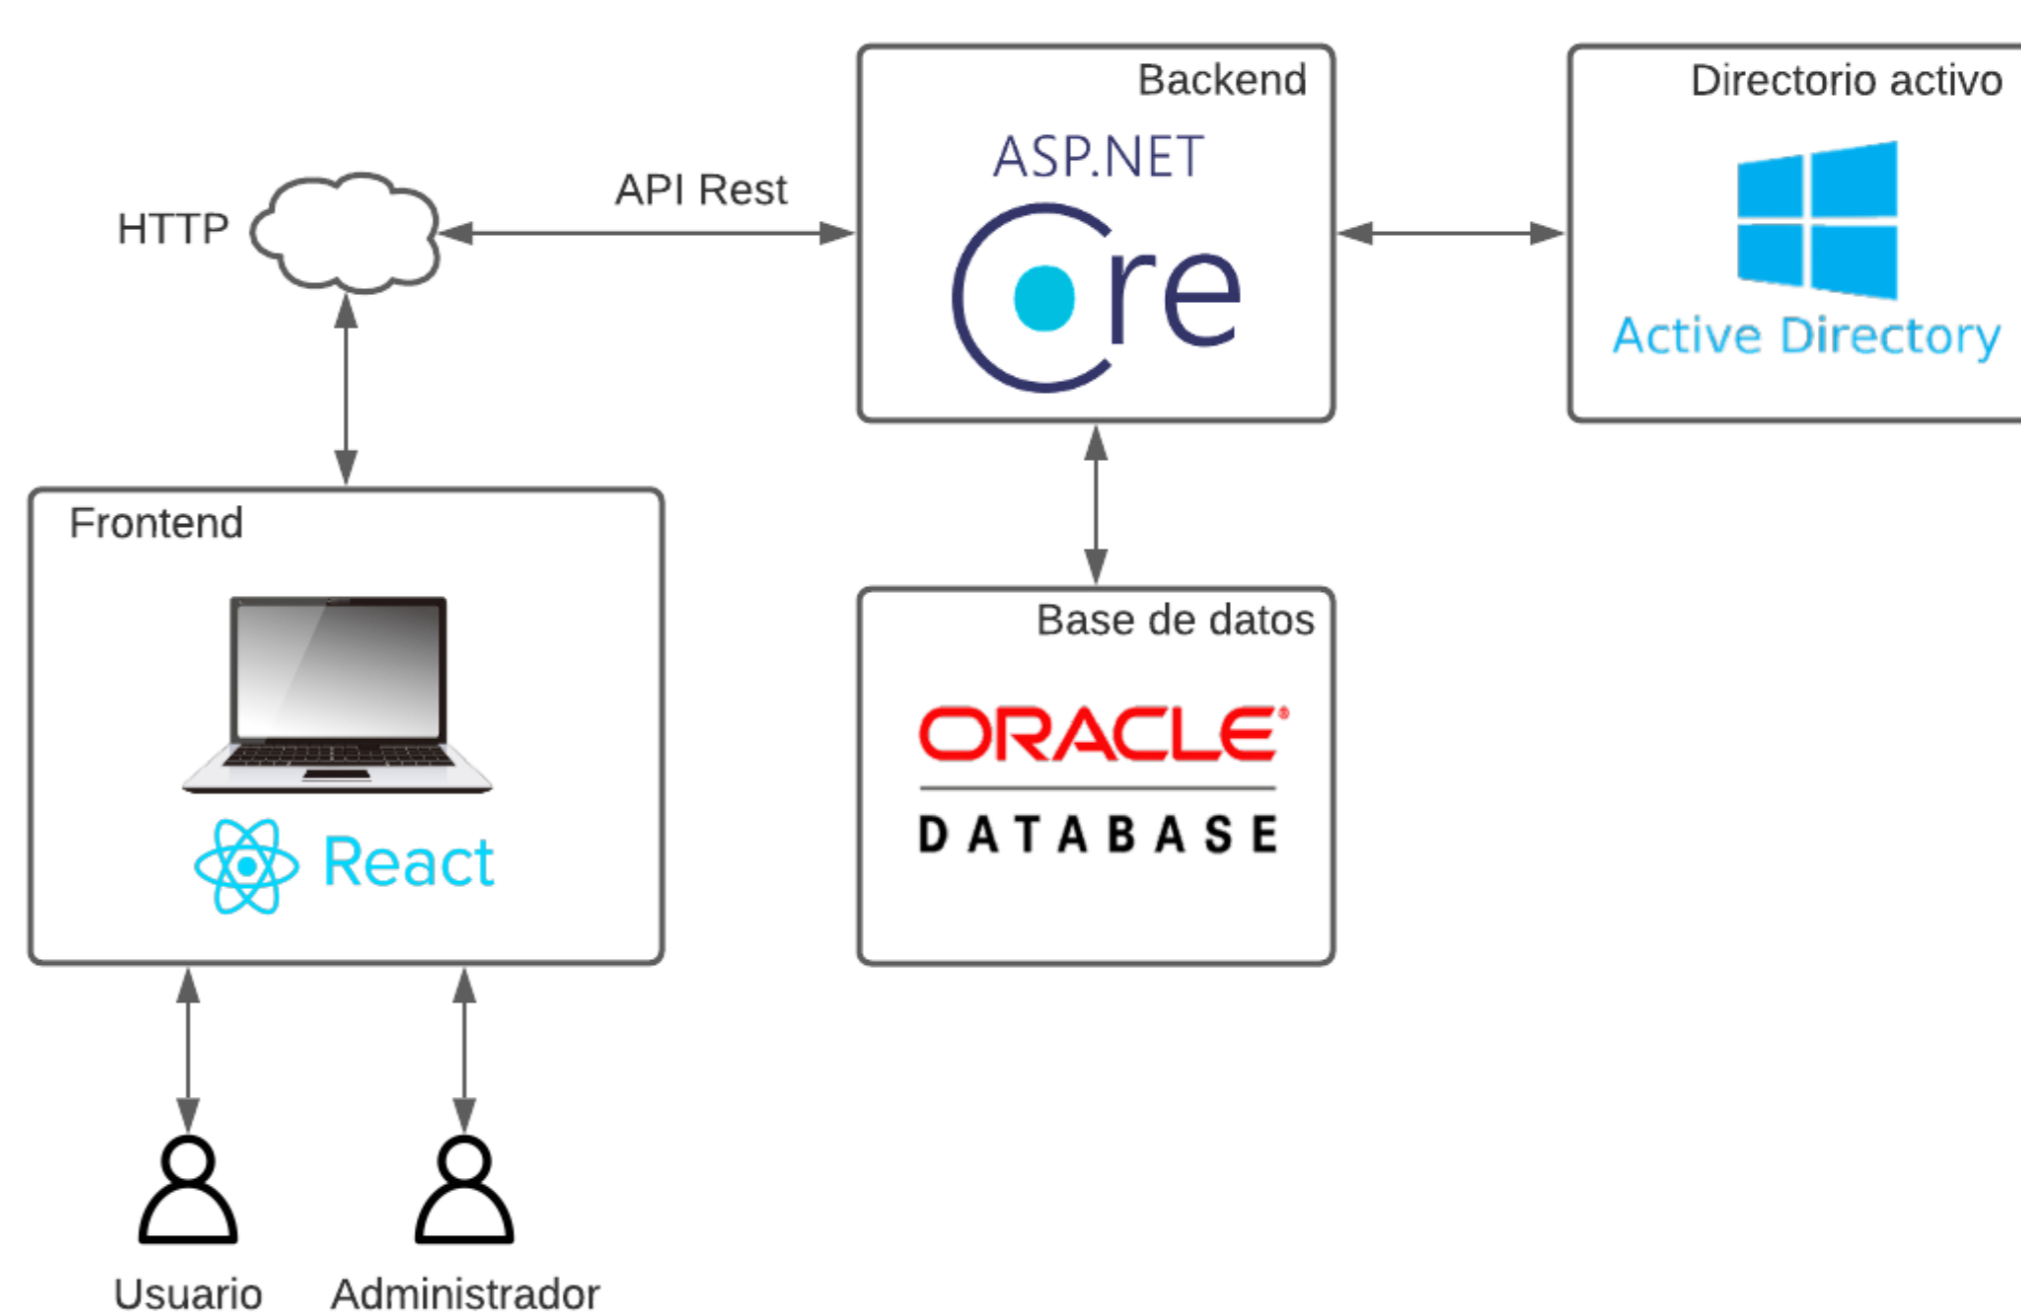 Backend
ASP.NET
Core
Directorio activo
Active Directory
API Rest
HTTP
Frontend
React
Base de datos
ORACLE®
DATABASE
Usuario
Administrador